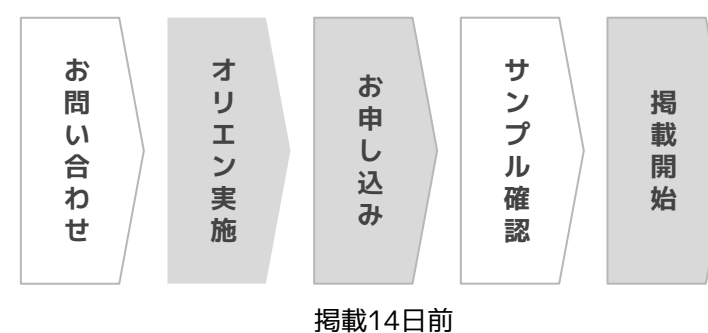 お問い合わせ
オリエン実施
お申し込み
サンプル確認
掲載開始
掲載14日前